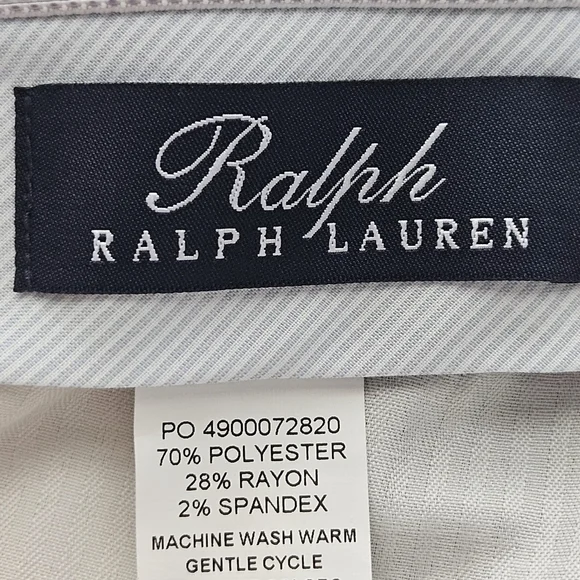 Ralph
RALPH LAUREN
PO 4900072820
70% POLYESTER
28% RAYON
2% SPANDEX
MACHINE WASH WARM
GENTLE CYCLE